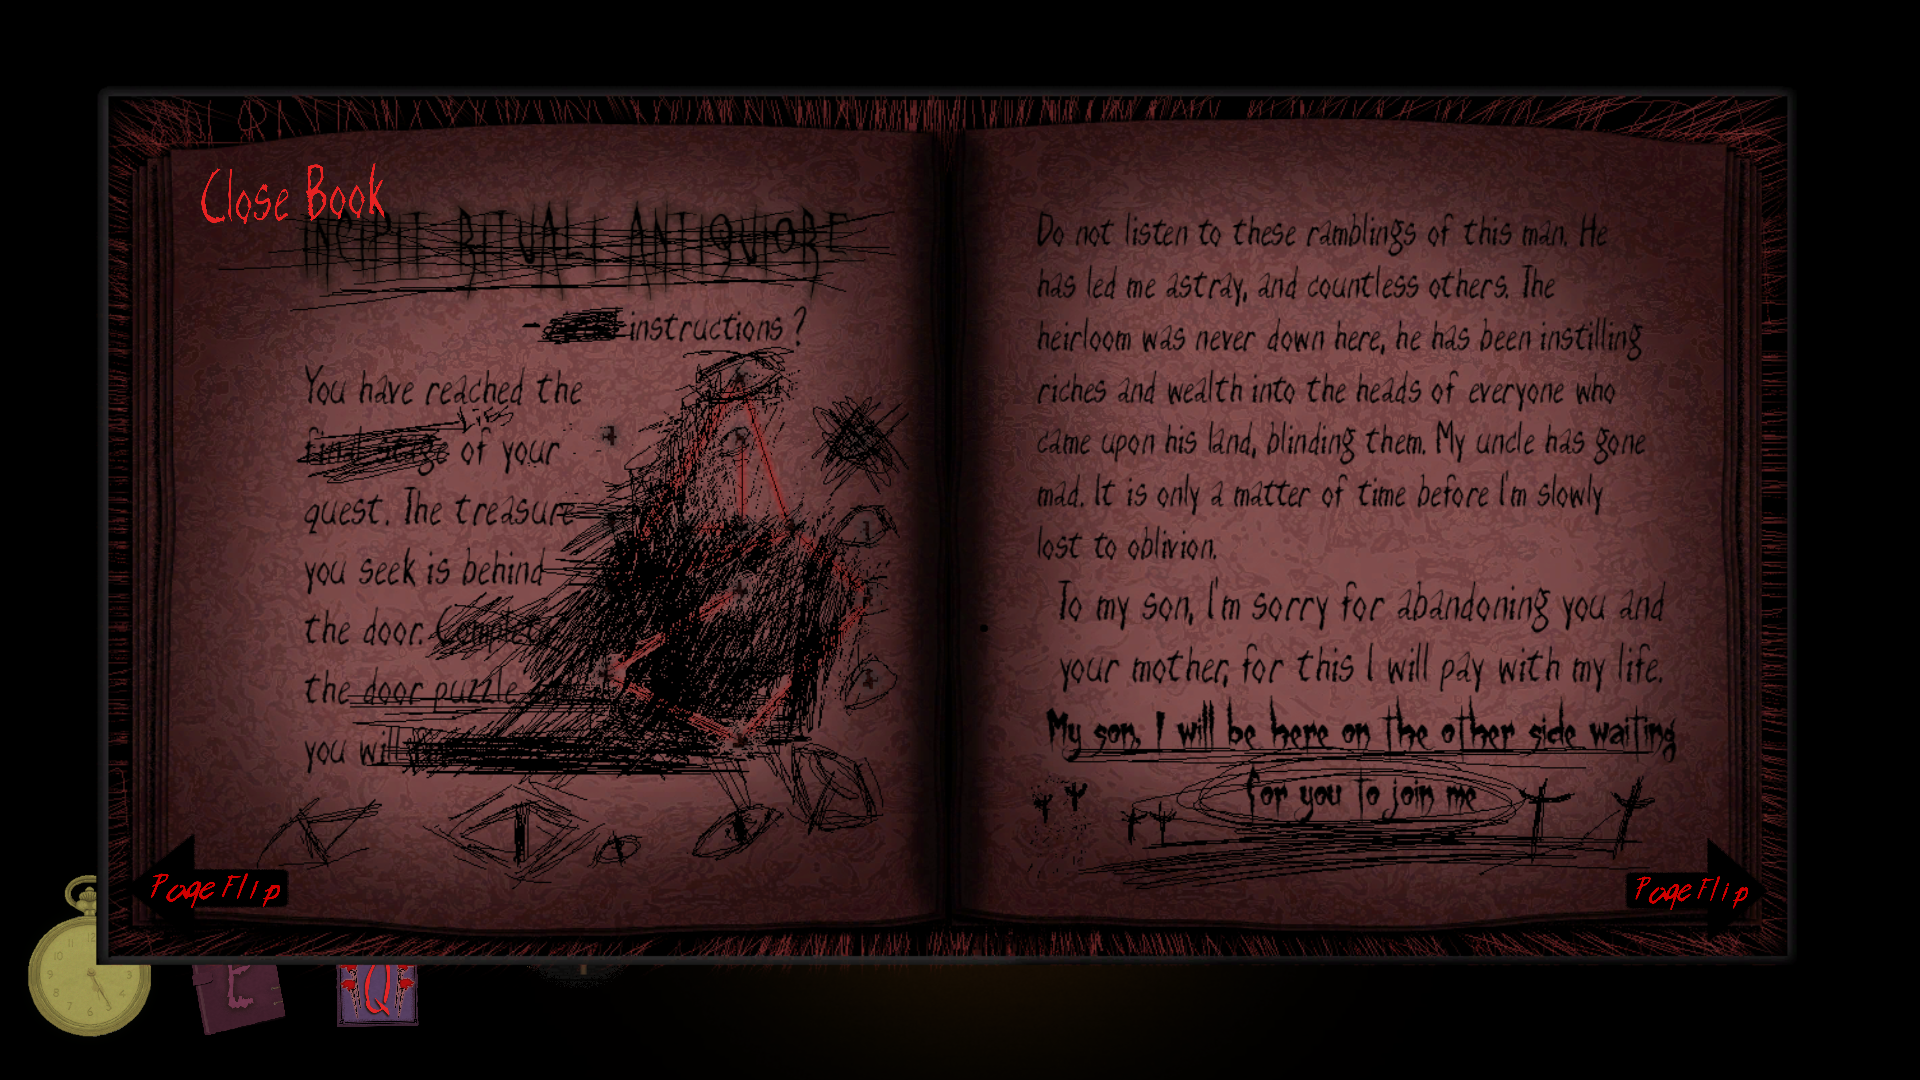 Close Book
INCIPIT RITUALI ANTIQUIORE
instructions?
You have reached the
lies
final stage of your
quest. The treasure
you seek is behind
the door. Complete
the door puzzle
you will
Do not listen to these ramblings of this man. He
has led me astray, and countless others. The
heirloom was never down here, he has been instilling
riches and wealth into the heads of everyone who
came upon his land, blinding them. My uncle has gone
mad. It is only a matter of time before I'm slowly
lost to oblivion.
To my son, I'm sorry for abandoning you and
your mother, for this I will pay with my life.
My son, I will be here on the other side waiting
for you to join me
Page Flip
Page Flip
E
Q